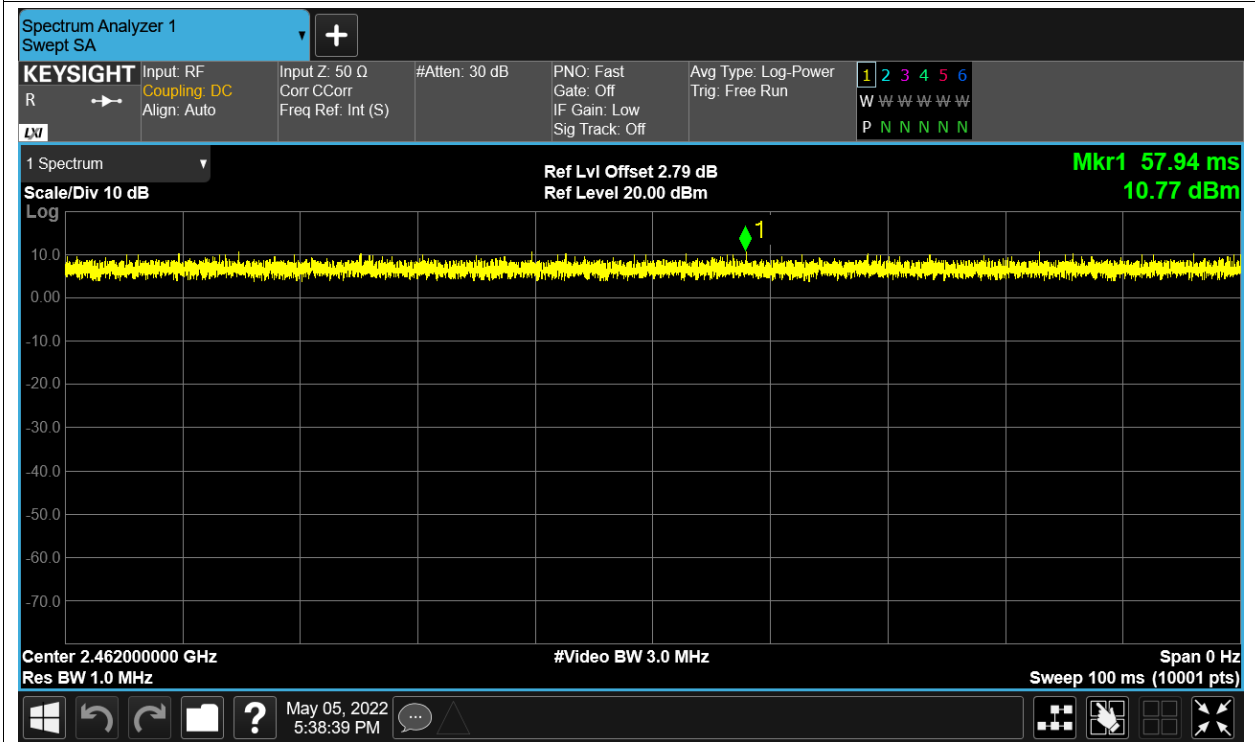 Spectrum Analyzer 1
Swept SA
KEYSIGHT
R
LXI
Input: RF
Coupling: DC
Align: Auto
Input Z: 50 Ω
Corr CCorr
Freq Ref: Int (S)
#Atten: 30 dB
PNO: Fast
Gate: Off
IF Gain: Low
Sig Track: Off
Avg Type: Log-Power
Trig: Free Run
1 2 3 4 5 6
W W W W W W
P N N N N N
1 Spectrum
Scale/Div 10 dB
Log
Ref Lvl Offset 2.79 dB
Ref Level 20.00 dBm
Mkr1 57.94 ms
10.77 dBm
1
10.0
0.00
-10.0
-20.0
-30.0
-40.0
-50.0
-60.0
-70.0
Center 2.462000000 GHz
Res BW 1.0 MHz
#Video BW 3.0 MHz
Span 0 Hz
Sweep 100 ms (10001 pts)
?
May 05, 2022
5:38:39 PM